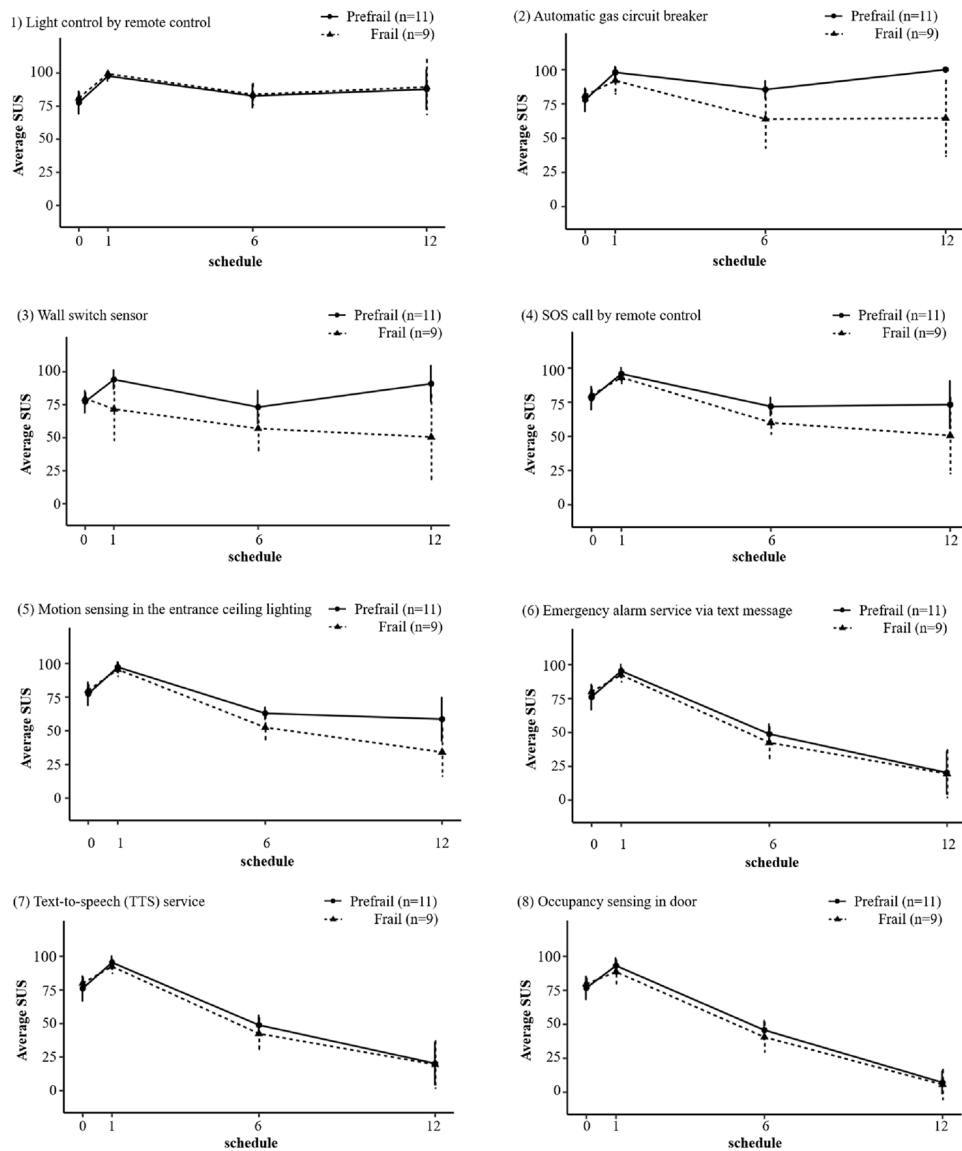 1) Light control by remote control
Prefrail (n=11)
Frail (n=9)
Average SUS
100
75
50
25
0
0 1 6 12
schedule
(2) Automatic gas circuit breaker
Prefrail (n=11)
Frail (n=9)
Average SUS
100
75
50
25
0
0 1 6 12
schedule
(3) Wall switch sensor
Prefrail (n=11)
Frail (n=9)
Average SUS
100
75
50
25
0
0 1 6 12
schedule
(4) SOS call by remote control
Prefrail (n=11)
Frail (n=9)
Average SUS
100
75
50
25
0
0 1 6 12
schedule
(5) Motion sensing in the entrance ceiling lighting
Prefrail (n=11)
Frail (n=9)
Average SUS
100
75
50
25
0
0 1 6 12
schedule
(6) Emergency alarm service via text message
Prefrail (n=11)
Frail (n=9)
Average SUS
100
75
50
25
0
0 1 6 12
schedule
(7) Text-to-speech (TTS) service
Prefrail (n=11)
Frail (n=9)
Average SUS
100
75
50
25
0
0 1 6 12
schedule
(8) Occupancy sensing in door
Prefrail (n=11)
Frail (n=9)
Average SUS
100
75
50
25
0
0 1 6 12
schedule